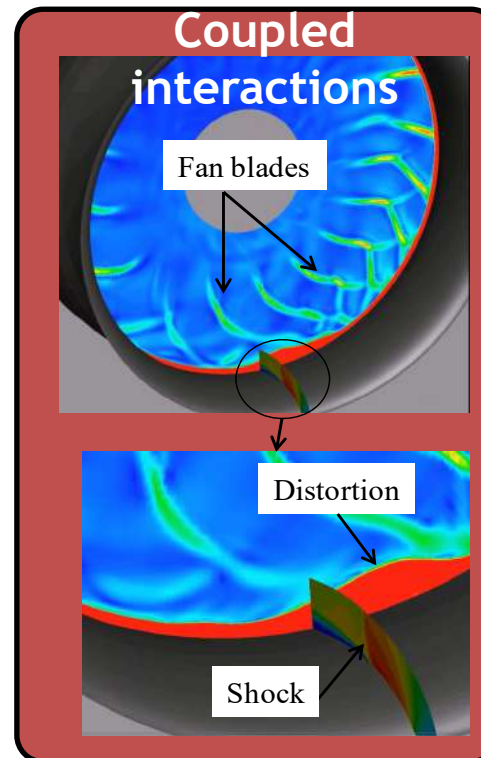 Coupled
interactions
Fan blades
Distortion
Shock